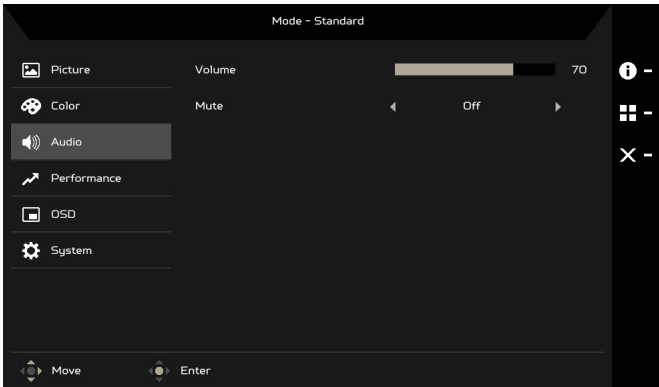 Mode - Standard
Picture
Volume 70
Color
Mute Off
Audio
Performance
OSD
System
Move Enter